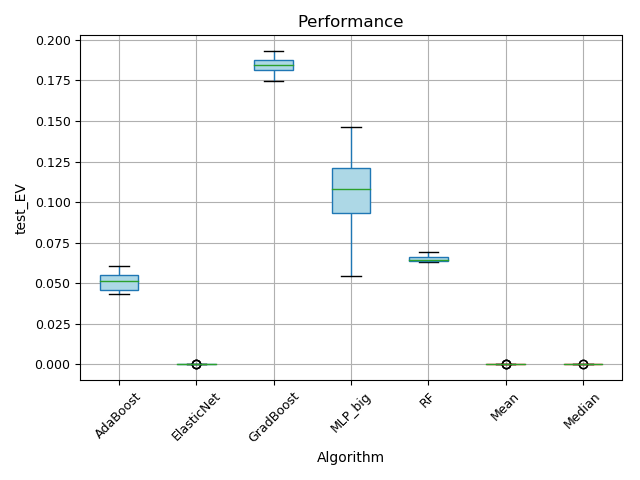 Performance
0.200
0.175
0.150
0.125
0.100
0.075
0.050
0.025
0.000
test_EV
AdaBoost
ElasticNet
GradBoost
MLP_big
RF
Mean
Median
Algorithm